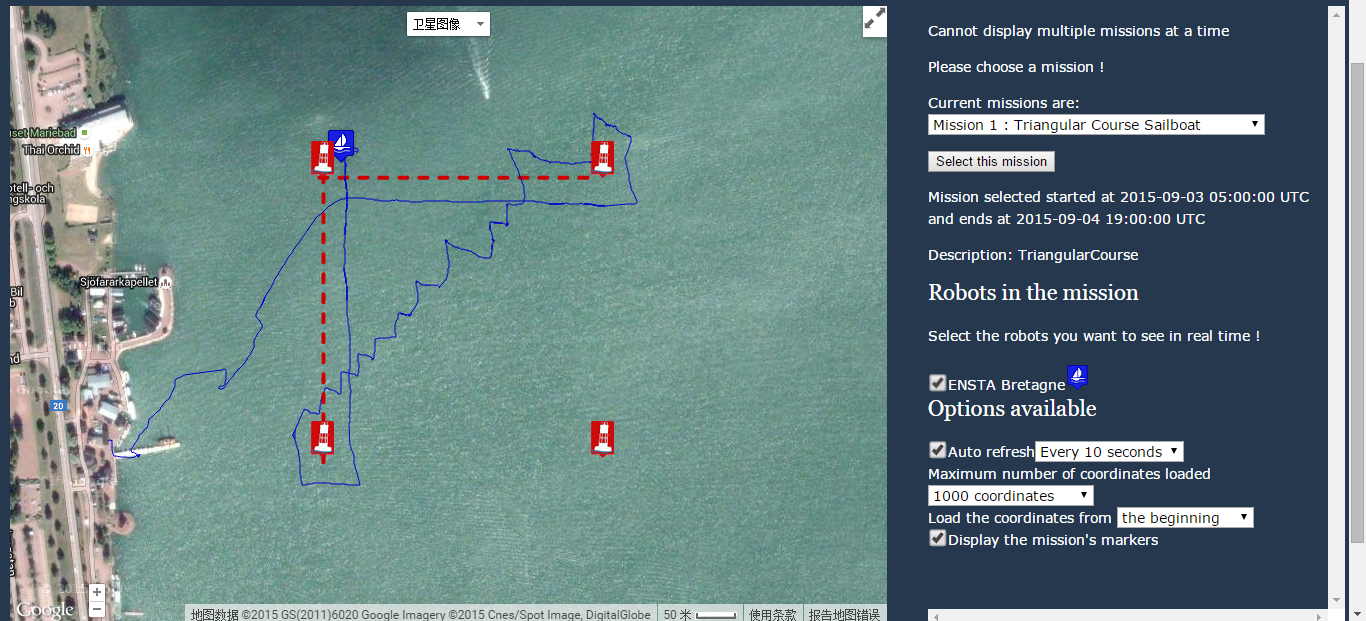 卫星图像
uset Mariebad
Thai Orchid
otell- och
ngskola
Sjöfararkapellet
Bil
b
nd
20
Google
+
−
地图数据 ©2015 GS(2011)6020 Google Imagery ©2015 Cnes/Spot Image, DigitalGlobe
50 米
使用条款
报告地图错误
Cannot display multiple missions at a time
Please choose a mission !
Current missions are:
Mission 1 : Triangular Course Sailboat
Select this mission
Mission selected started at 2015-09-03 05:00:00 UTC
and ends at 2015-09-04 19:00:00 UTC
Description: TriangularCourse
Robots in the mission
Select the robots you want to see in real time !
ENSTA Bretagne
Options available
Auto refresh Every 10 seconds
Maximum number of coordinates loaded
1000 coordinates
Load the coordinates from the beginning
Display the mission's markers